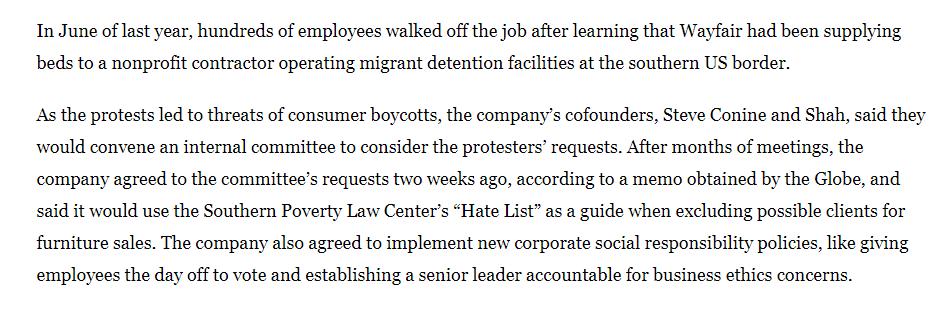 In June of last year, hundreds of employees walked off the job after learning that Wayfair had been supplying
beds to a nonprofit contractor operating migrant detention facilities at the southern US border.
As the protests led to threats of consumer boycotts, the company’s cofounders, Steve Conine and Shah, said they
would convene an internal committee to consider the protesters’ requests. After months of meetings, the
company agreed to the committee’s requests two weeks ago, according to a memo obtained by the Globe, and
said it would use the Southern Poverty Law Center’s “Hate List” as a guide when excluding possible clients for
furniture sales. The company also agreed to implement new corporate social responsibility policies, like giving
employees the day off to vote and establishing a senior leader accountable for business ethics concerns.